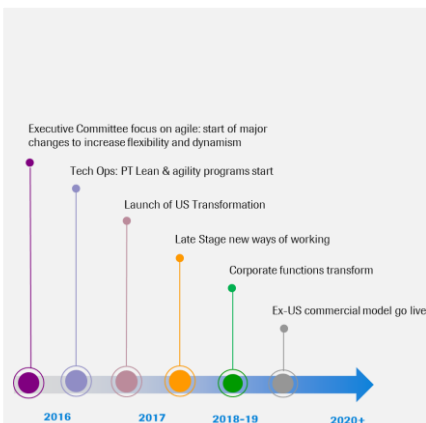 Executive Committee focus on agile: start of major
changes to increase flexibility and dynamism
Tech Ops: PT Lean & agility programs start
Launch of US Transformation
Late Stage new ways of working
Corporate functions transform
Ex-US commercial model go live
2016
2017
2018-19
2020+